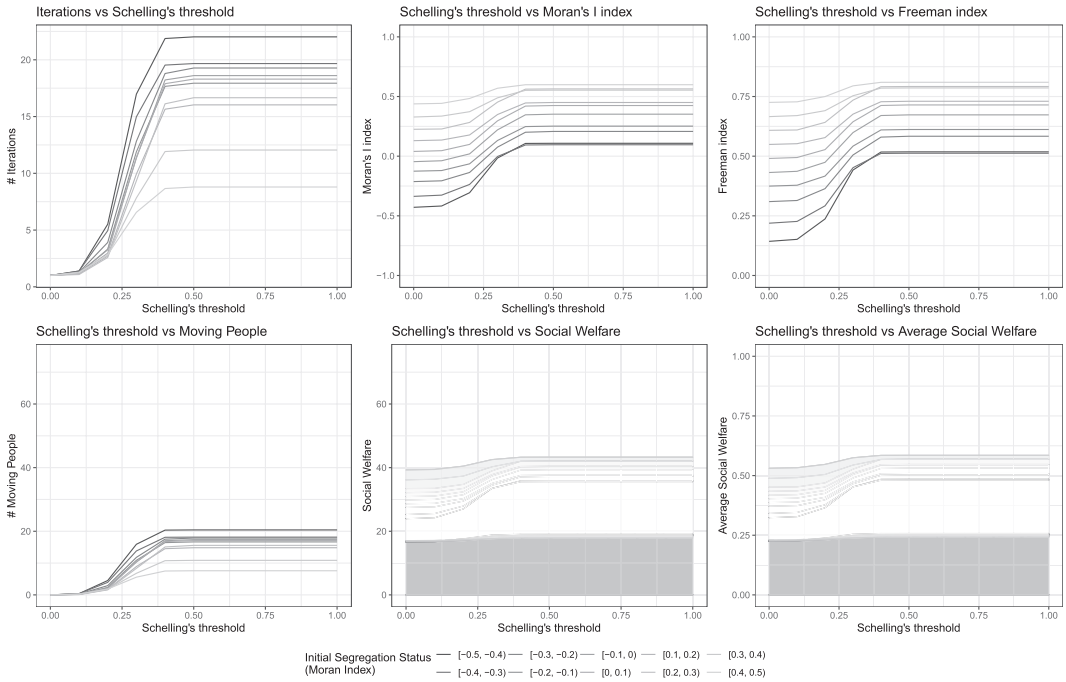 Iterations vs Schelling's threshold
# Iterations
20
15
10
5
0
0.00 0.25 0.50 0.75 1.00
Schelling's threshold
Schelling's threshold vs Moran's I index
Moran's I index
1.0
0.5
0.0
−0.5
−1.0
0.00 0.25 0.50 0.75 1.00
Schelling's threshold
Schelling's threshold vs Freeman index
Freeman index
1.00
0.75
0.50
0.25
0.00
0.00 0.25 0.50 0.75 1.00
Schelling's threshold
Schelling's threshold vs Moving People
# Moving People
60
40
20
0
0.00 0.25 0.50 0.75 1.00
Schelling's threshold
Schelling's threshold vs Social Welfare
Social Welfare
60
40
20
0
0.00 0.25 0.50 0.75 1.00
Schelling's threshold
Schelling's threshold vs Average Social Welfare
Average Social Welfare
1.00
0.75
0.50
0.25
0.00
0.00 0.25 0.50 0.75 1.00
Schelling's threshold
Initial Segregation Status
(Moran Index)
[−0.5, −0.4) [−0.3, −0.2) [−0.1, 0) [0.1, 0.2) [0.3, 0.4)
[−0.4, −0.3) [−0.2, −0.1) [0, 0.1) [0.2, 0.3) [0.4, 0.5)